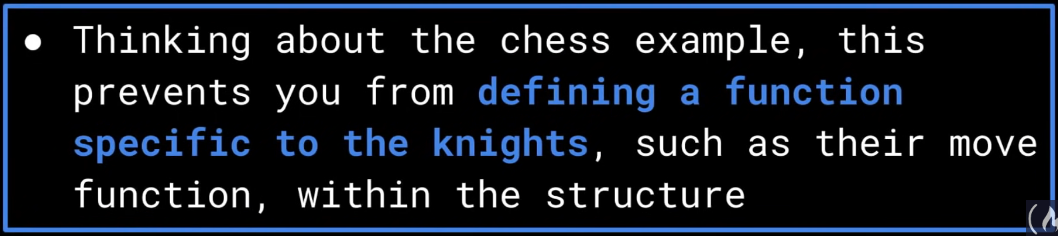 ● Thinking about the chess example, this
prevents you from defining a function
specific to the knights, such as their move
function, within the structure